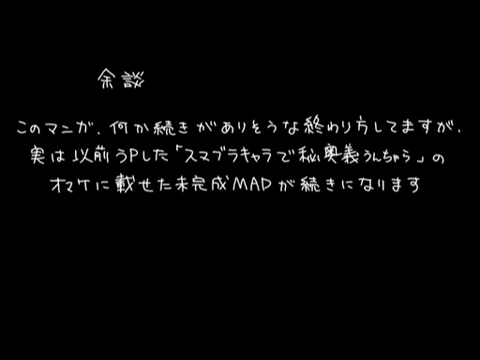 余談
このマンガ、何か続きがありそうな終わり方してますが、
実は以前うPした「スマブラキャラで秘奥義うんちゃら」の
オマケに載せた未完成MADが続きになります